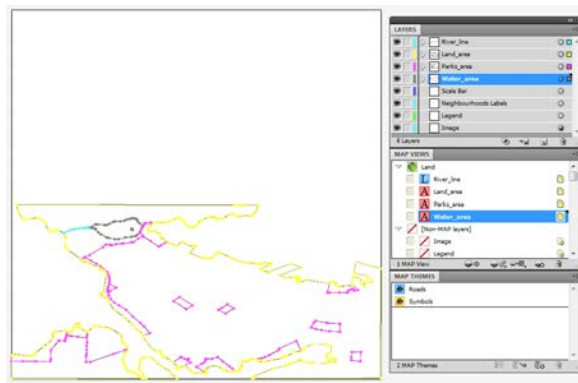 LAYERS
River_line
Land_area
Parks_area
Water_area
Scale Bar
Neighbourhoods Labels
Legend
Image
8 Layers
MAP VIEWS
Land
River_line
Land_area
Parks_area
Water_area
[Non-MAP layers]
Image
Legend
1 MAP View
MAP THEMES
Roads
Symbols
2 MAP Themes